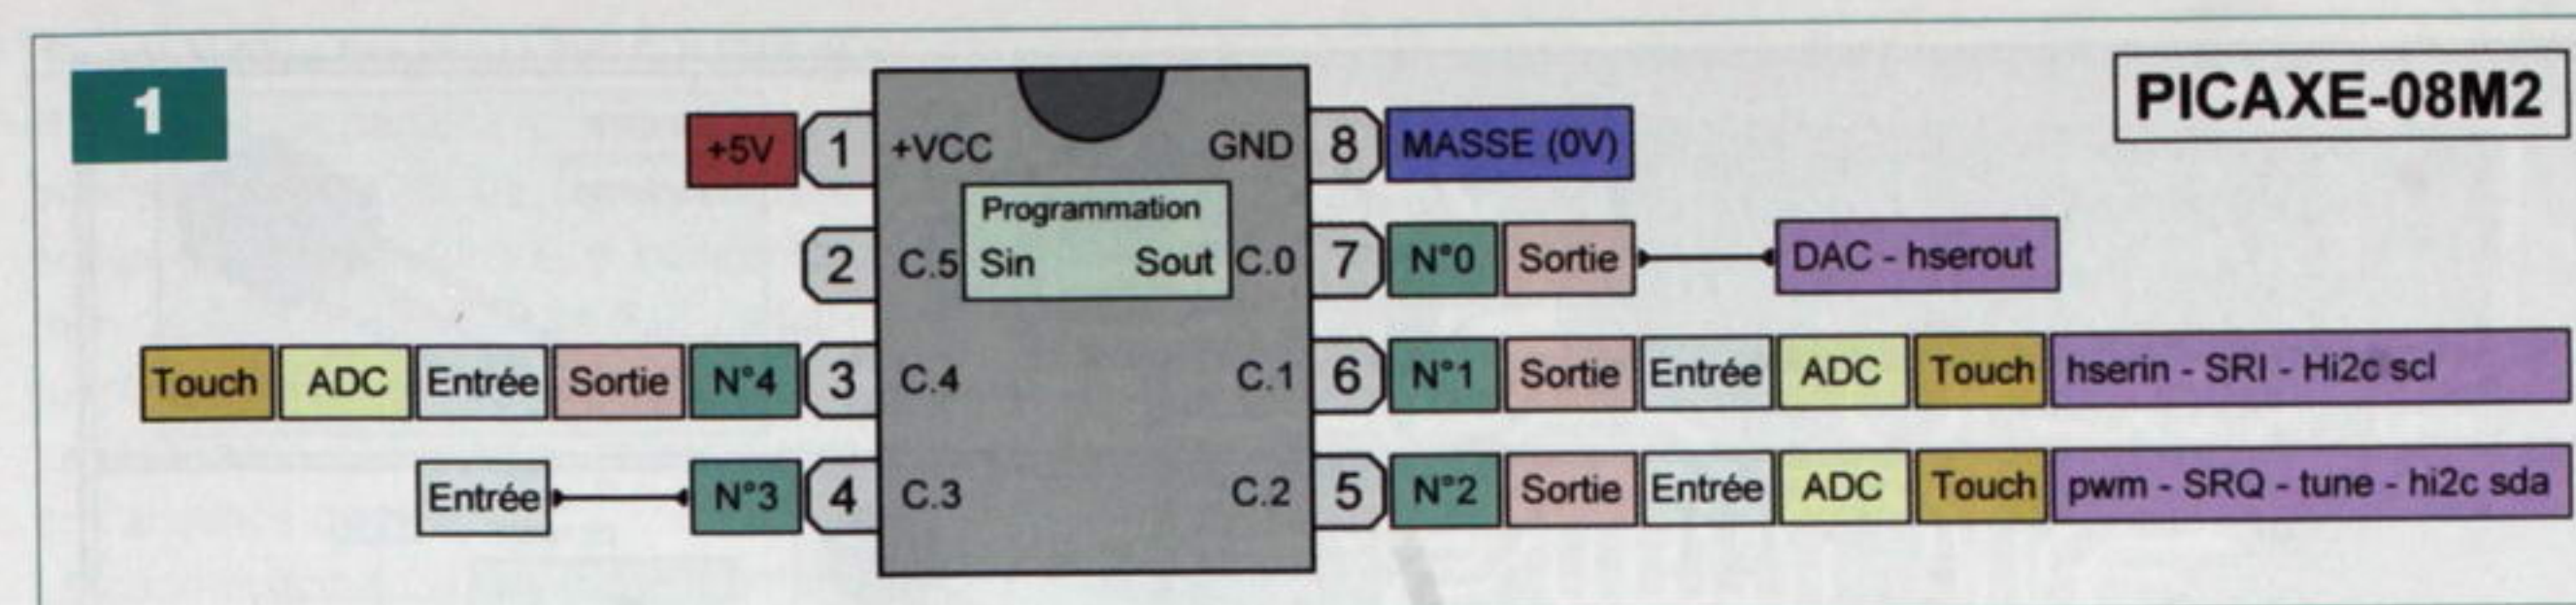 1 PICAXE-08M2
+5V 1 +VCC GND 8 MASSE (0V)
Programmation
2 C.5 Sin Sout C.0 7 N°0 Sortie DAC - hserout
Touch ADC Entrée Sortie N°4 3 C.4 C.1 6 N°1 Sortie Entrée ADC Touch hserin - SRI - Hi2c scl
Entrée N°3 4 C.3 C.2 5 N°2 Sortie Entrée ADC Touch pwm - SRQ - tune - hi2c sda